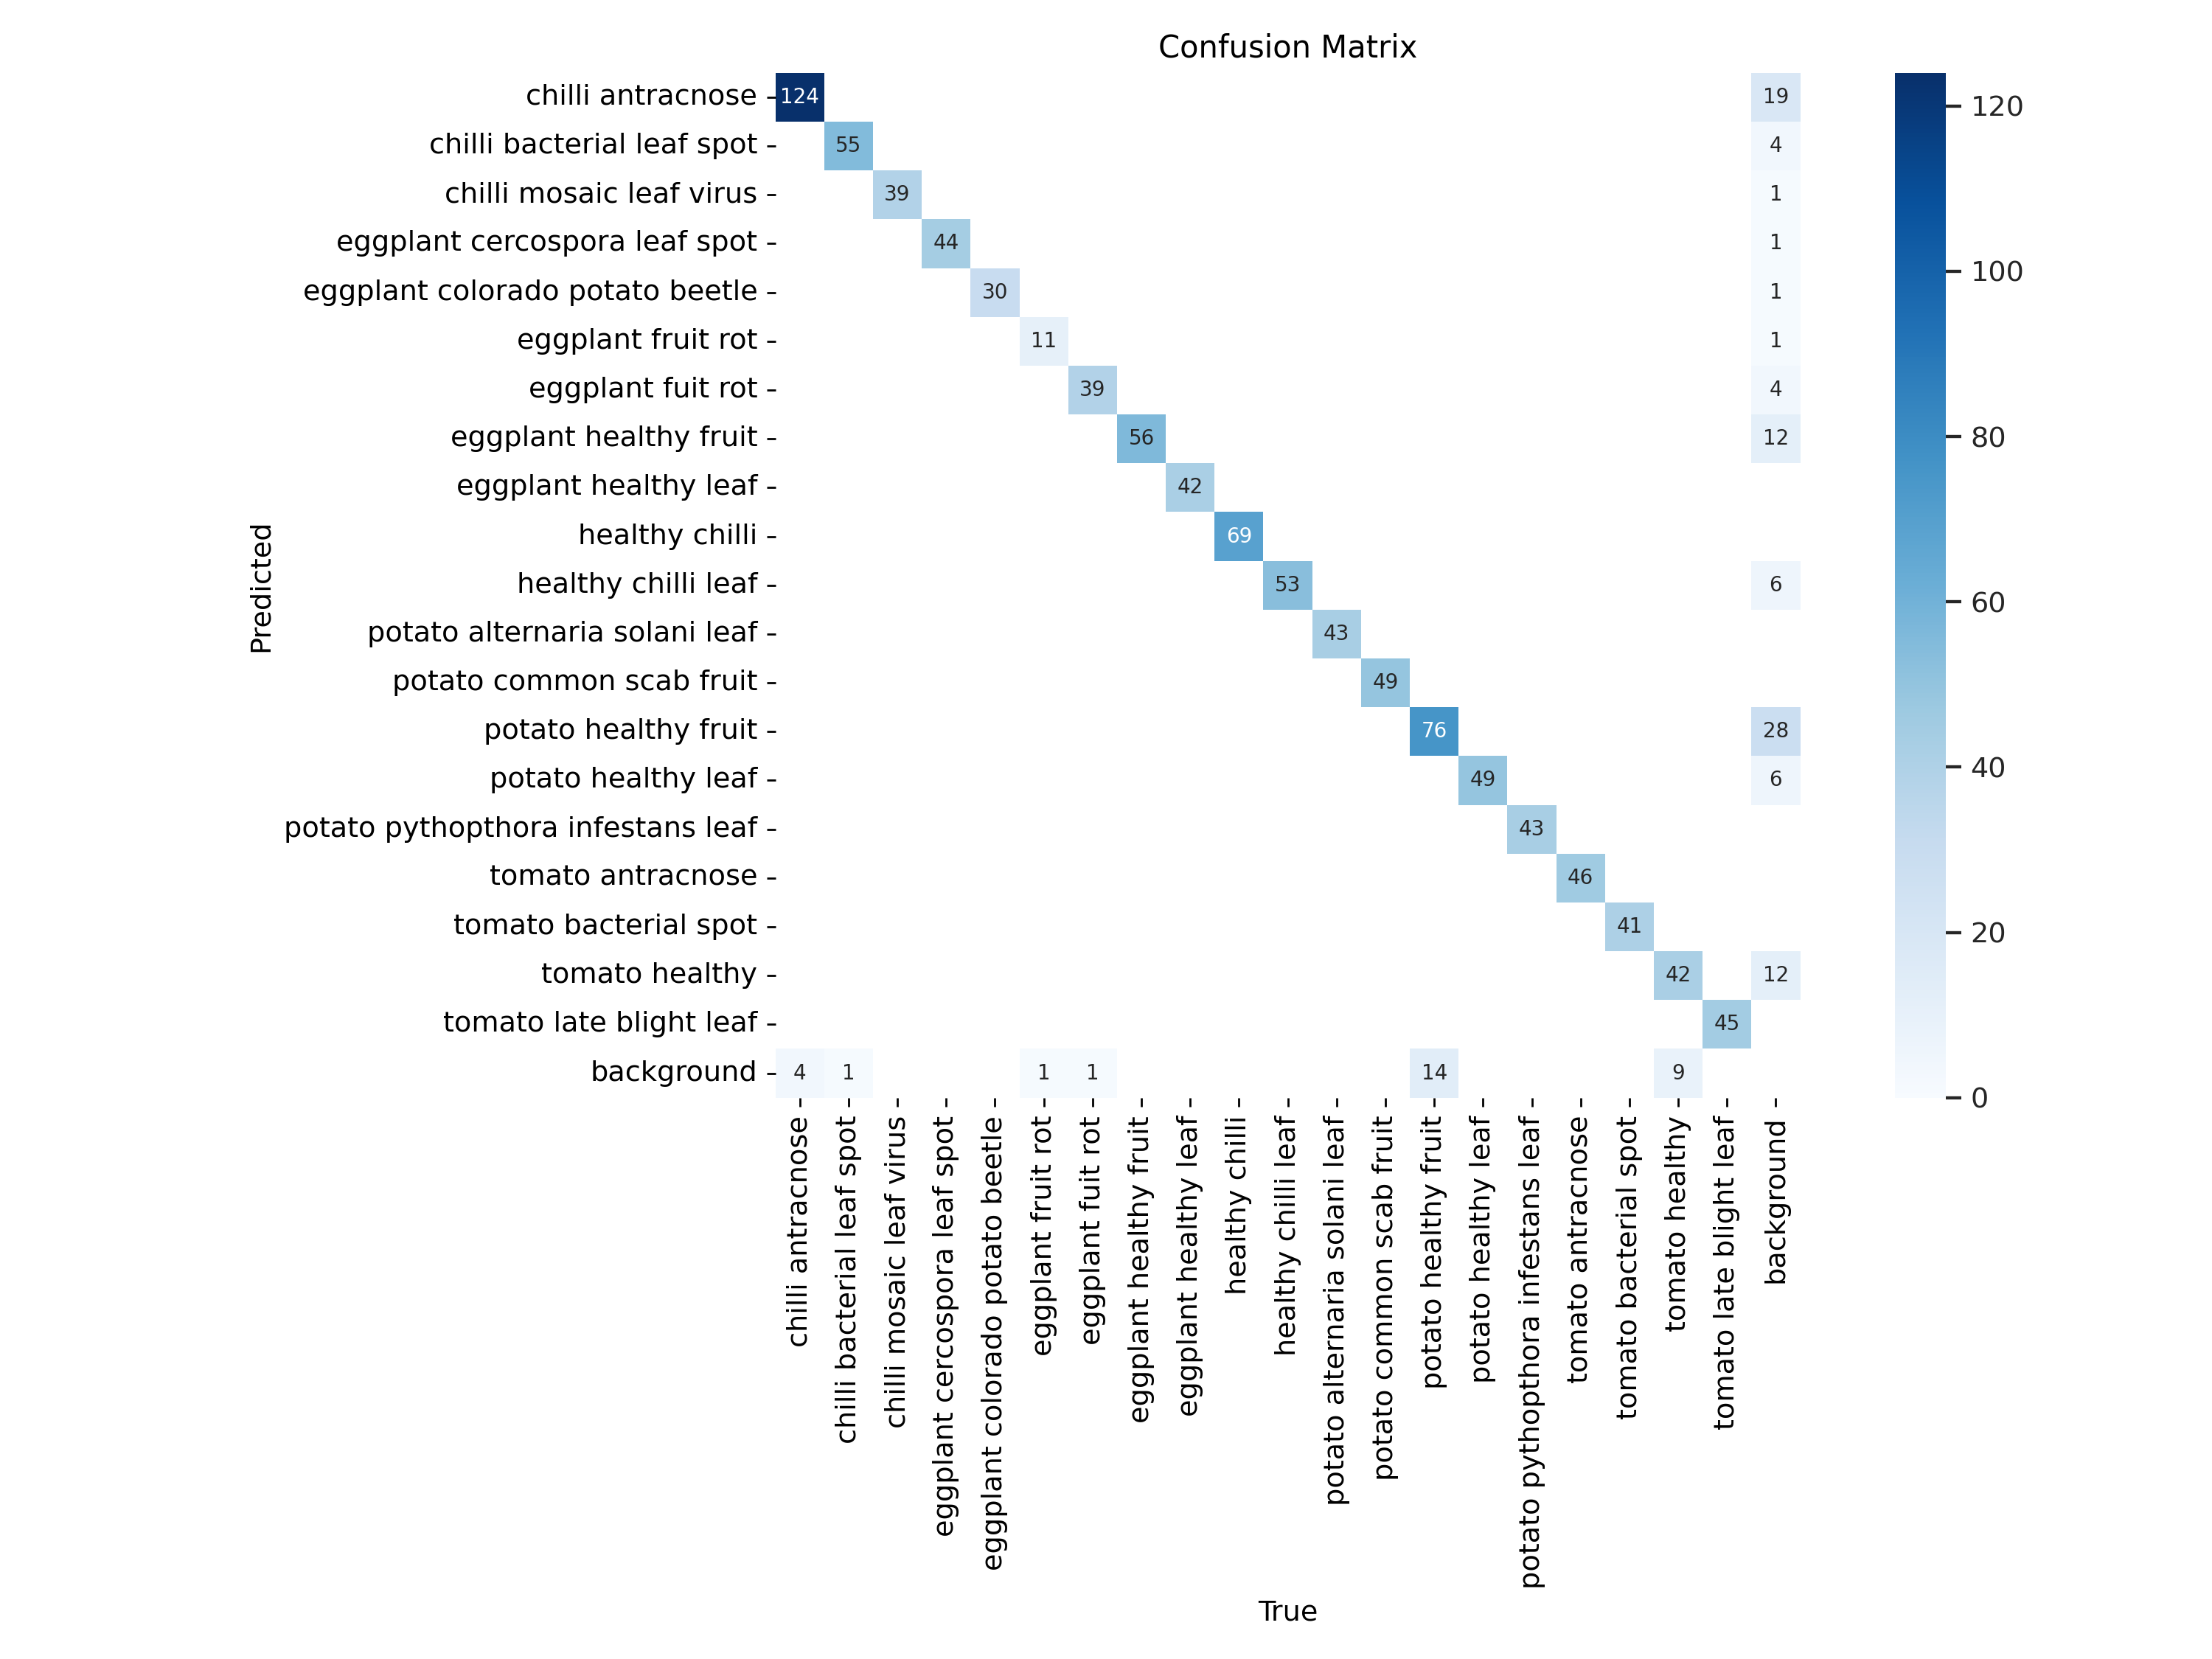 Confusion Matrix
chilli antracnose 124 19 120
chilli bacterial leaf spot 55 4
chilli mosaic leaf virus 39 1
eggplant cercospora leaf spot 44 1 100
eggplant colorado potato beetle 30 1
eggplant fruit rot 11 1
eggplant fuit rot 39 4
eggplant healthy fruit 56 12 80
eggplant healthy leaf 42
healthy chilli 69
healthy chilli leaf 53 6 60
potato alternaria solani leaf 43
potato common scab fruit 49
potato healthy fruit 76 28
potato healthy leaf 49 6 40
potato pythopthora infestans leaf 43
tomato antracnose 46
tomato bacterial spot 41 20
tomato healthy 42 12
tomato late blight leaf 45
background 4 1 1 1 14 9 0
Predicted
chilli antracnose
chilli bacterial leaf spot
chilli mosaic leaf virus
eggplant cercospora leaf spot
eggplant colorado potato beetle
eggplant fruit rot
eggplant fuit rot
eggplant healthy fruit
eggplant healthy leaf
healthy chilli
healthy chilli leaf
potato alternaria solani leaf
potato common scab fruit
potato healthy fruit
potato healthy leaf
potato pythopthora infestans leaf
tomato antracnose
tomato bacterial spot
tomato healthy
tomato late blight leaf
background
True